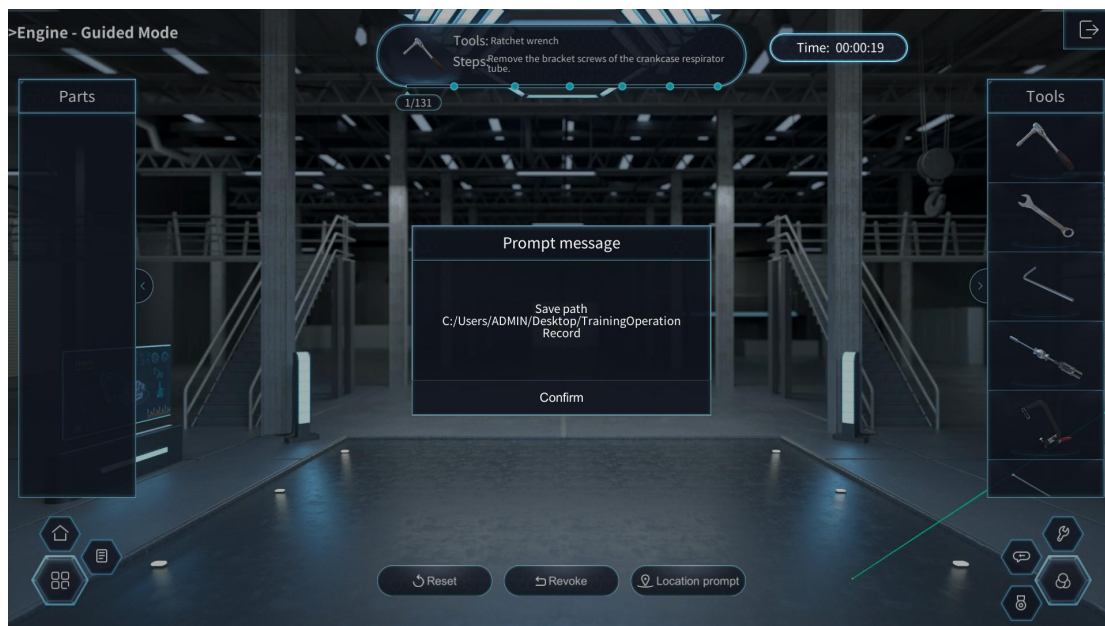 >Engine - Guided Mode
Tools: Ratchet wrench
Steps: Remove the bracket screws of the crankcase respirator
tube.
Time: 00:00:19
1/131
Parts
Tools
Prompt message
Save path
C:/Users/ADMIN/Desktop/TrainingOperation
Record
Confirm
Reset
Revoke
Location prompt